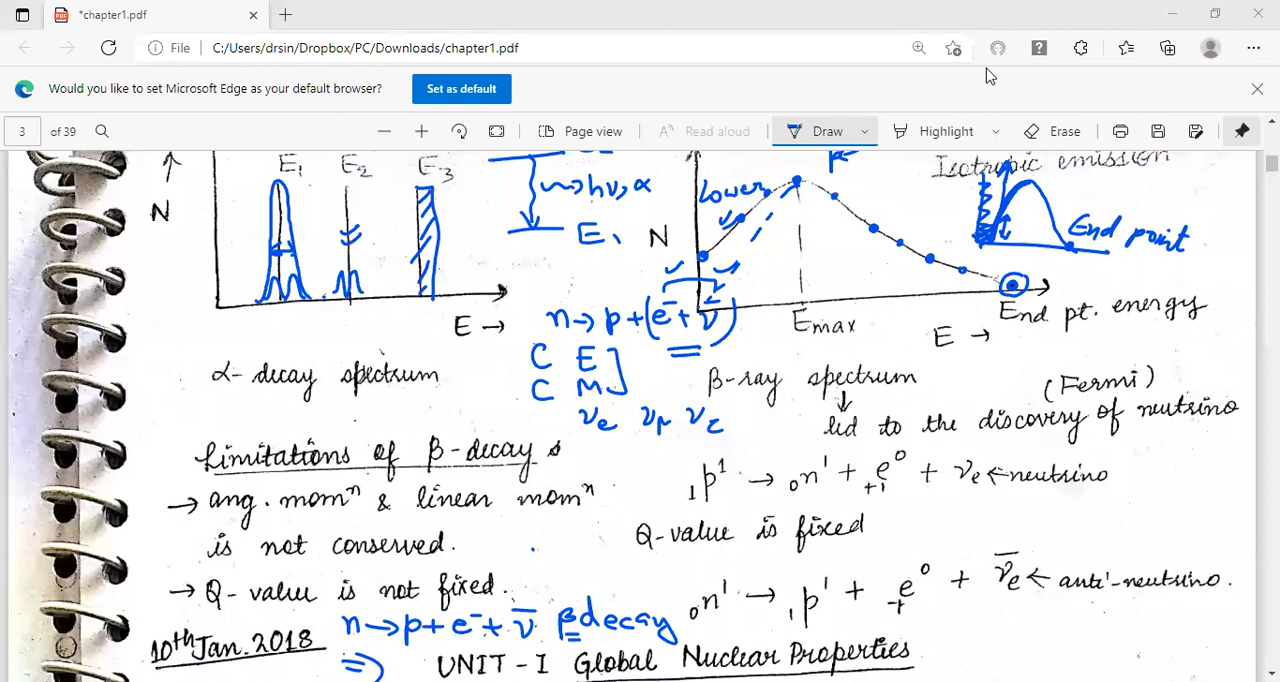 *chapter1.pdf
File C:/Users/drsin/Dropbox/PC/Downloads/chapter1.pdf
Would you like to set Microsoft Edge as your default browser? Set as default
3 of 39 Page view Read aloud Draw Highlight Erase
E1 E2 E3
N
hν, α
E1
E →
α-decay spectrum
n → p + (e⁻ + ν̄)
C E
C M
νe νμ ντ
Isotropic emission
Lower
N
End point
Emax
End pt. energy
E →
β-ray spectrum
(Fermi)
led to the discovery of neutrino
Limitations of β-decay
→ ang. momⁿ & linear momⁿ
is not conserved.
→ Q-value is not fixed.
₁p¹ → ₀n¹ + ₊₁e⁰ + νe ← neutrino
Q-value is fixed
₀n¹ → ₁p¹ + ₋₁e⁰ + ν̄e ← anti-neutrino.
n → p + e⁻ + ν̄ β decay
10th Jan. 2018
⇒ UNIT-I Global Nuclear Properties